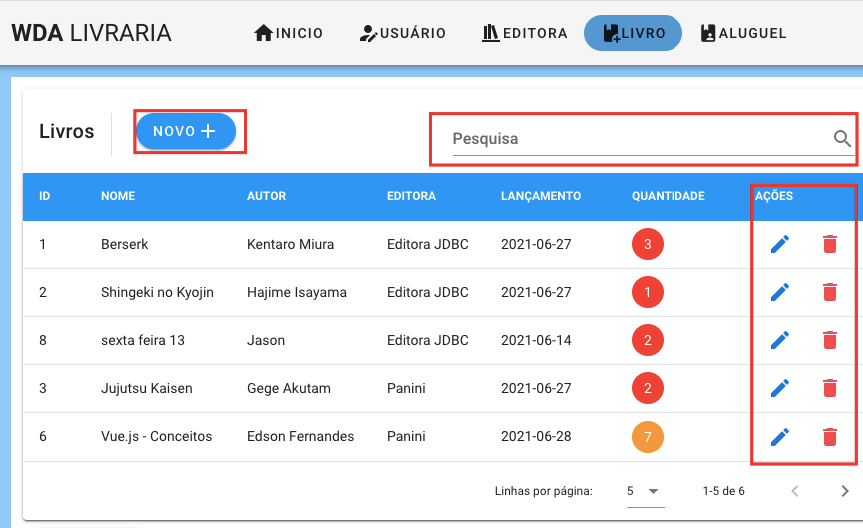 WDA LIVRARIA INICIO USUÁRIO EDITORA LIVRO ALUGUEL
Livros NOVO Pesquisa
ID NOME AUTOR EDITORA LANÇAMENTO QUANTIDADE AÇÕES
1 Berserk Kentaro Miura Editora JDBC 2021-06-27 3
2 Shingeki no Kyojin Hajime Isayama Editora JDBC 2021-06-27 1
8 sexta feira 13 Jason Editora JDBC 2021-06-14 2
3 Jujutsu Kaisen Gege Akutam Panini 2021-06-27 2
6 Vue.js - Conceitos Edson Fernandes Panini 2021-06-28 7
Linhas por página: 5 1-5 de 6